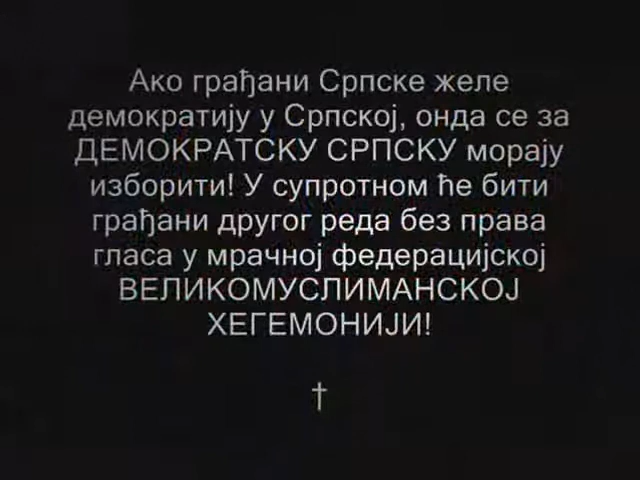 Ако грађани Српске желе
демократију у Српској, онда се за
ДЕМОКРАТСКУ СРПСКУ морају
изборити! У супротном ће бити
грађани другог реда без права
гласа у мрачној федерацијској
ВЕЛИКОМУСЛИМАНСКОЈ
ХЕГЕМОНИЈИ!
†